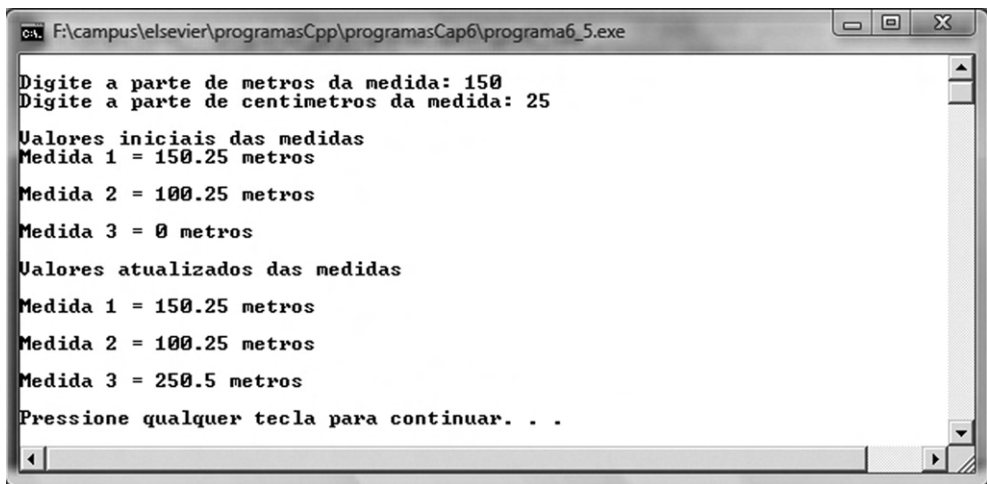 F:\campus\elsevier\programasCpp\programasCap6\programa6_5.exe
Digite a parte de metros da medida: 150
Digite a parte de centimetros da medida: 25
Valores iniciais das medidas
Medida 1 = 150.25 metros
Medida 2 = 100.25 metros
Medida 3 = 0 metros
Valores atualizados das medidas
Medida 1 = 150.25 metros
Medida 2 = 100.25 metros
Medida 3 = 250.5 metros
Pressione qualquer tecla para continuar. . .